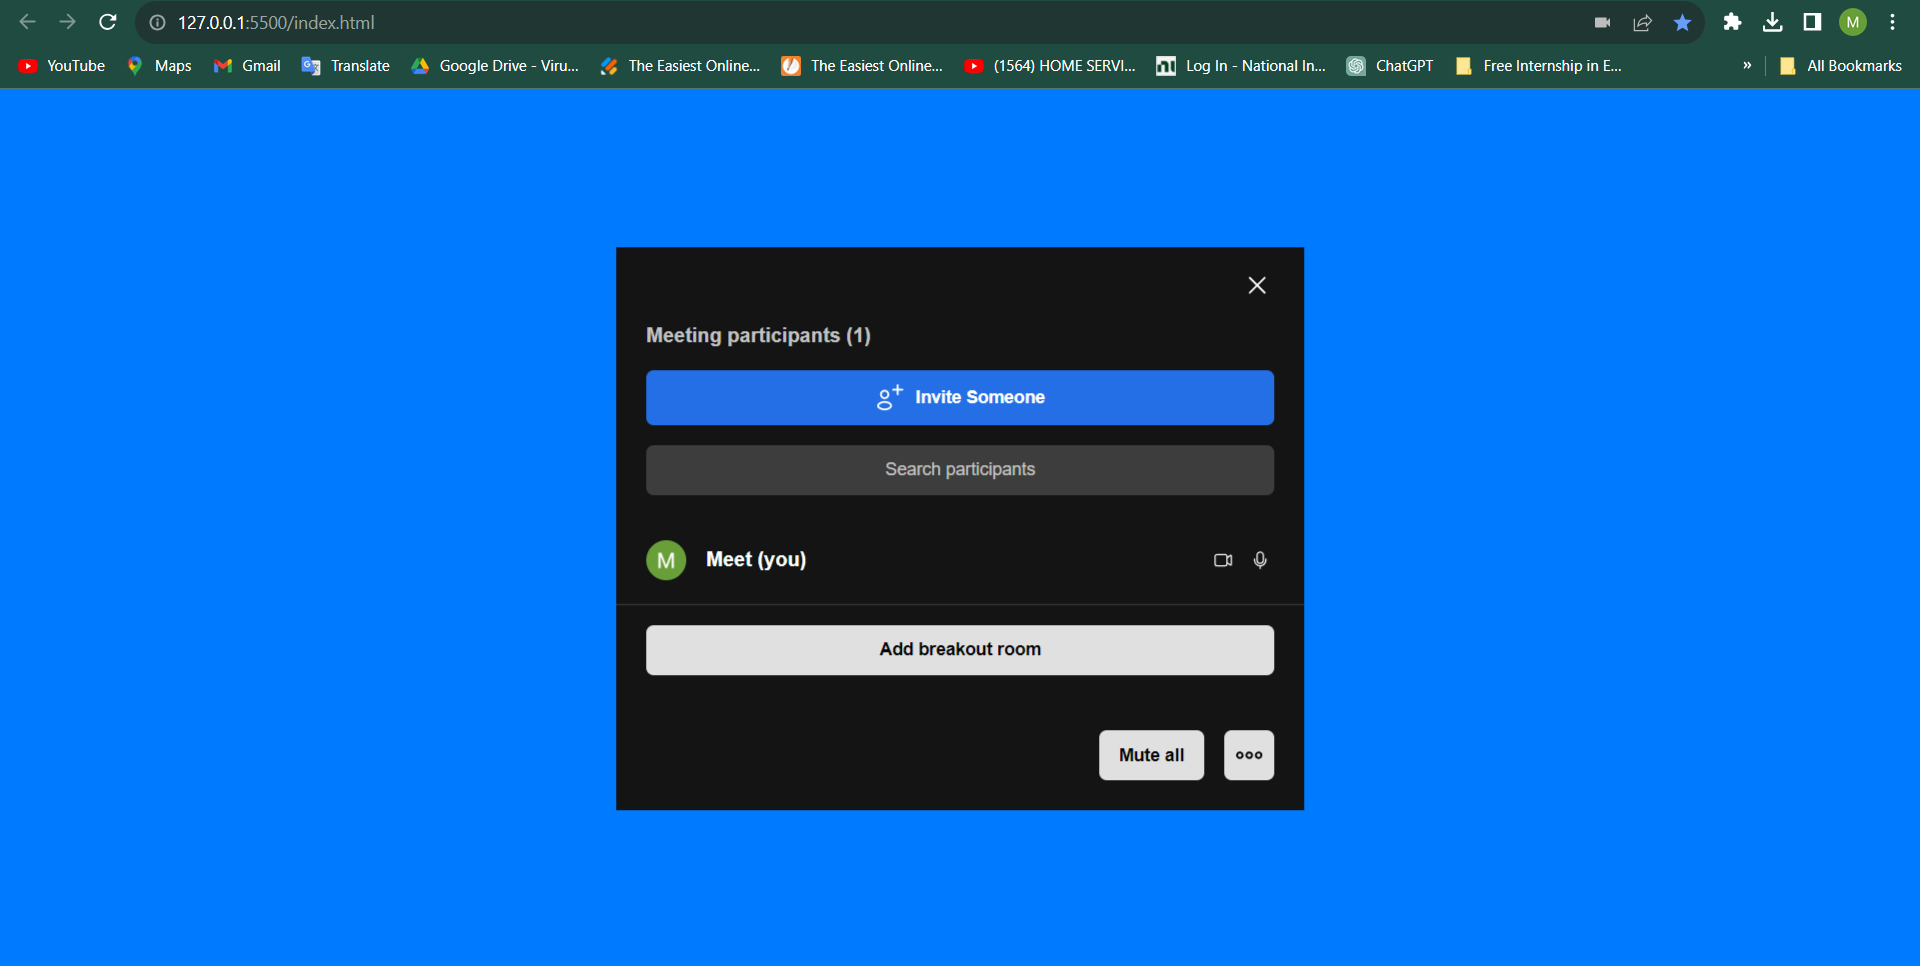 127.0.0.1:5500/index.html
M
YouTube Maps Gmail Translate Google Drive - Viru... The Easiest Online... The Easiest Online... (1564) HOME SERVI... Log In - National In... ChatGPT Free Internship in E... » All Bookmarks
Meeting participants (1)
Invite Someone
Search participants
M Meet (you)
Add breakout room
Mute all